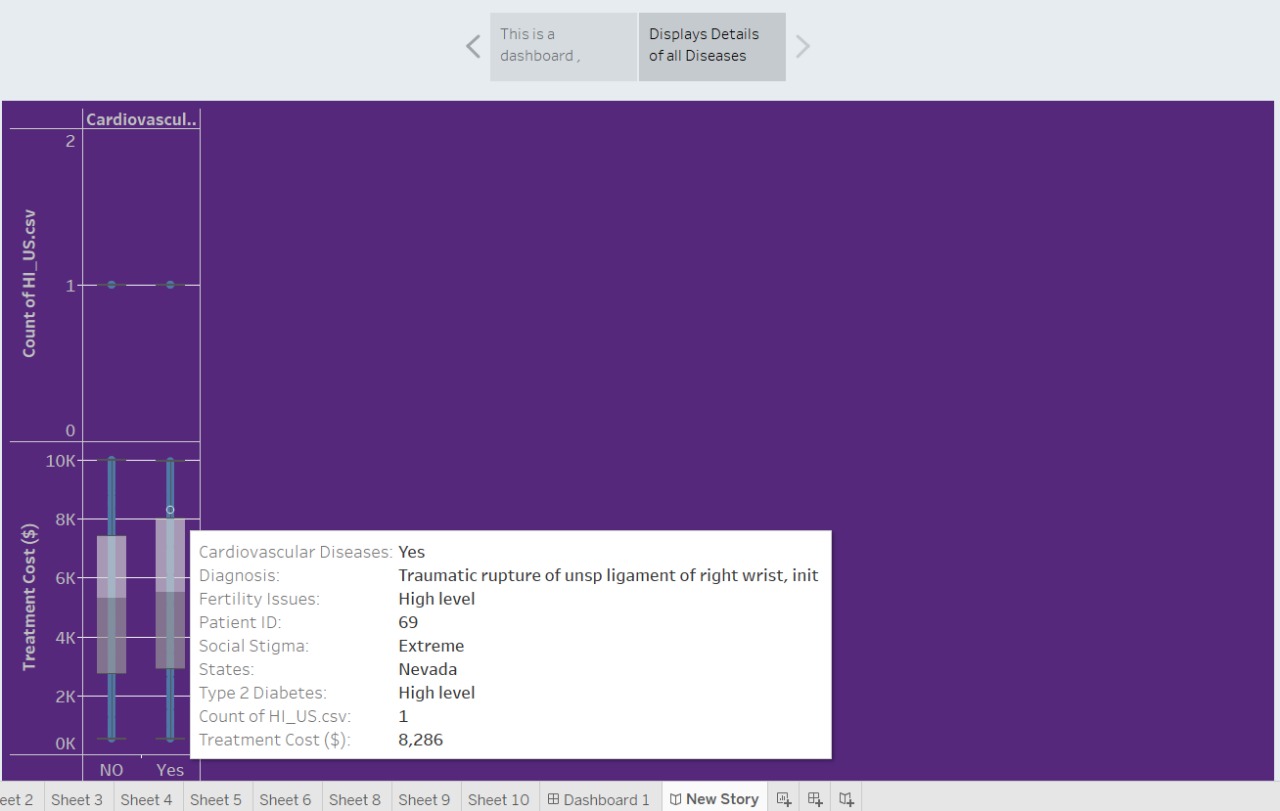 This is a
dashboard ,
Displays Details
of all Diseases
Cardiovascul..
2
1
0
Count of HI_US.csv
10K
8K
6K
4K
2K
0K
Treatment Cost ($)
NO Yes
Cardiovascular Diseases: Yes
Diagnosis: Traumatic rupture of unsp ligament of right wrist, init
Fertility Issues: High level
Patient ID: 69
Social Stigma: Extreme
States: Nevada
Type 2 Diabetes: High level
Count of HI_US.csv: 1
Treatment Cost ($): 8,286
eet 2 Sheet 3 Sheet 4 Sheet 5 Sheet 6 Sheet 8 Sheet 9 Sheet 10 Dashboard 1 New Story